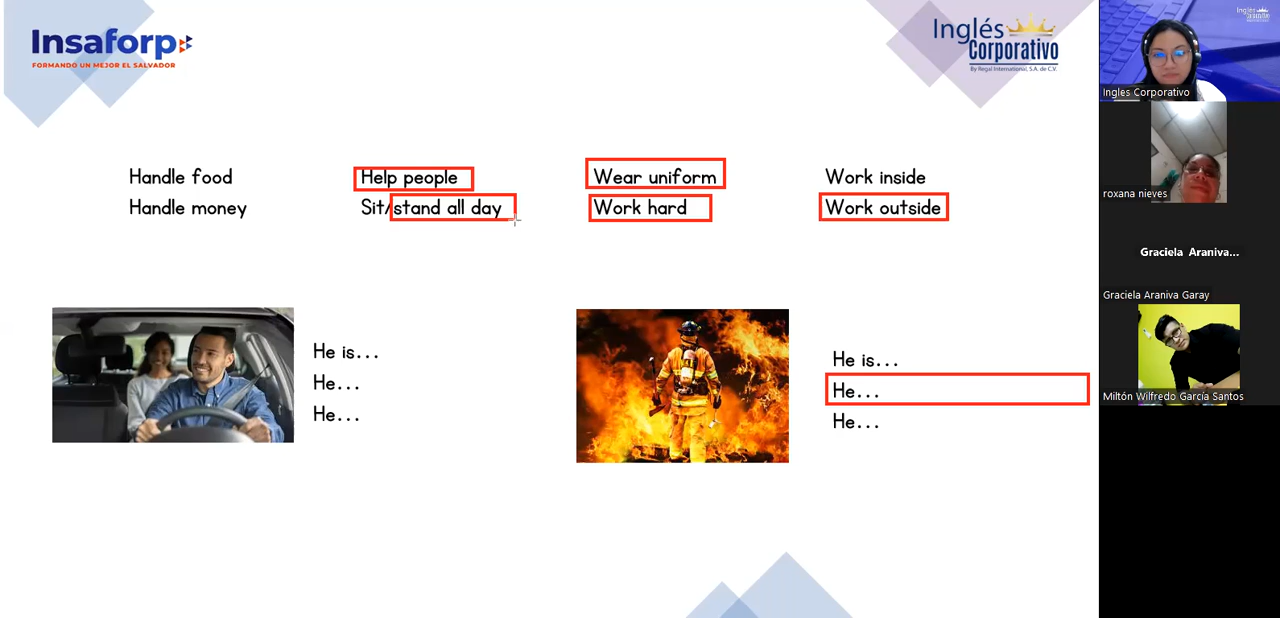 Insaforp
FORMANDO UN MEJOR EL SALVADOR
Inglés
Corporativo
By Regal International, S.A. de C.V.
Handle food
Handle money
Help people
Sit/stand all day
Wear uniform
Work hard
Work inside
Work outside
He is...
He...
He...
He is...
He...
He...
Ingles Corporativo
roxana nieves
Graciela Araniva...
Graciela Araniva Garay
Miltón Wilfredo García Santos